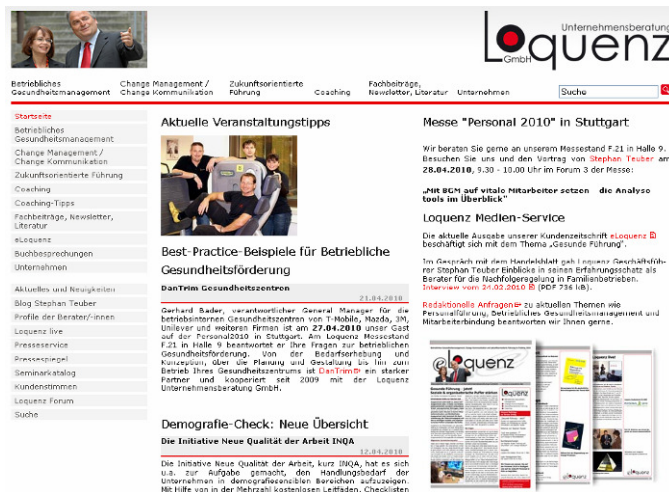 Loquenz
Unternehmensberatung
GmbH
Betriebliches
Gesundheitsmanagement
Change Management /
Change Kommunikation
Zukunftsorientierte
Führung
Coaching
Fachbeiträge,
Newsletter, Literatur
Unternehmen
Suche
Startseite
Betriebliches
Gesundheitsmanagement
Change Management /
Change Kommunikation
Zukunftsorientierte Führung
Coaching
Coaching-Tipps
Fachbeiträge, Newsletter,
Literatur
eLoquenz
Buchbesprechungen
Unternehmen
Aktuelles und Neuigkeiten
Blog Stephan Teuber
Profile der Berater/-innen
Loquenz live
Presseservice
Pressespiegel
Seminarkatalog
Kundenstimmen
Loquenz Forum
Suche
Aktuelle Veranstaltungstipps
Best-Practice-Beispiele für Betriebliche
Gesundheitsförderung
DanTrim Gesundheitszentren
21.04.2010
Gerhard Bader, verantwortlicher General Manager für die
betriebsinternen Gesundheitszentren von T-Mobile, Mazda, 3M,
Unilever und weiteren Firmen ist am 27.04.2010 unser Gast
auf der Personal2010 in Stuttgart. Am Loquenz Messestand
F.21 in Halle 9 beantwortet er Ihre Fragen zur betrieblichen
Gesundheitsförderung. Von der Bedarfserhebung und
Konzeption, über die Planung und Gestaltung bis hin zum
Betrieb Ihres Gesundheitszentrums ist DanTrim ein starker
Partner und kooperiert seit 2009 mit der Loquenz
Unternehmensberatung GmbH.
Demografie-Check: Neue Übersicht
Die Initiative Neue Qualität der Arbeit INQA
12.04.2010
Die Initiative Neue Qualität der Arbeit, kurz INQA, hat es sich
u.a. zur Aufgabe gemacht, den Handlungsbedarf der
Unternehmen in demografiesensiblen Bereichen aufzuzeigen.
Mit Hilfe von in der Mehrzahl kostenlosen Leitfäden, Checklisten
Messe "Personal 2010" in Stuttgart
Wir beraten Sie gerne an unserem Messestand F.21 in Halle 9.
Besuchen Sie uns und den Vortrag von Stephan Teuber am
28.04.2010, 9.30 - 10.00 Uhr im Forum 3 der Messe:
„Mit BGM auf vitale Mitarbeiter setzen – die Analyse
tools im Überblick"
Loquenz Medien-Service
Die aktuelle Ausgabe unserer Kundenzeitschrift eLoquenz
beschäftigt sich mit dem Thema „Gesunde Führung".
Im Gespräch mit dem Handelsblatt gab Loquenz Geschäftsfüh-
rer Stephan Teuber Einblicke in seinen Erfahrungsschatz als
Berater für die Nachfolgeregelung in Familienbetrieben.
Interview vom 24.02.2010 (PDF 736 kB).
Redaktionelle Anfragen zu aktuellen Themen wie
Personalführung, Betriebliches Gesundheitsmanagement und
Mitarbeiterbindung beantworten wir Ihnen gerne.
eLoquenz
Loquenz
eLoquenz
eLoquenz